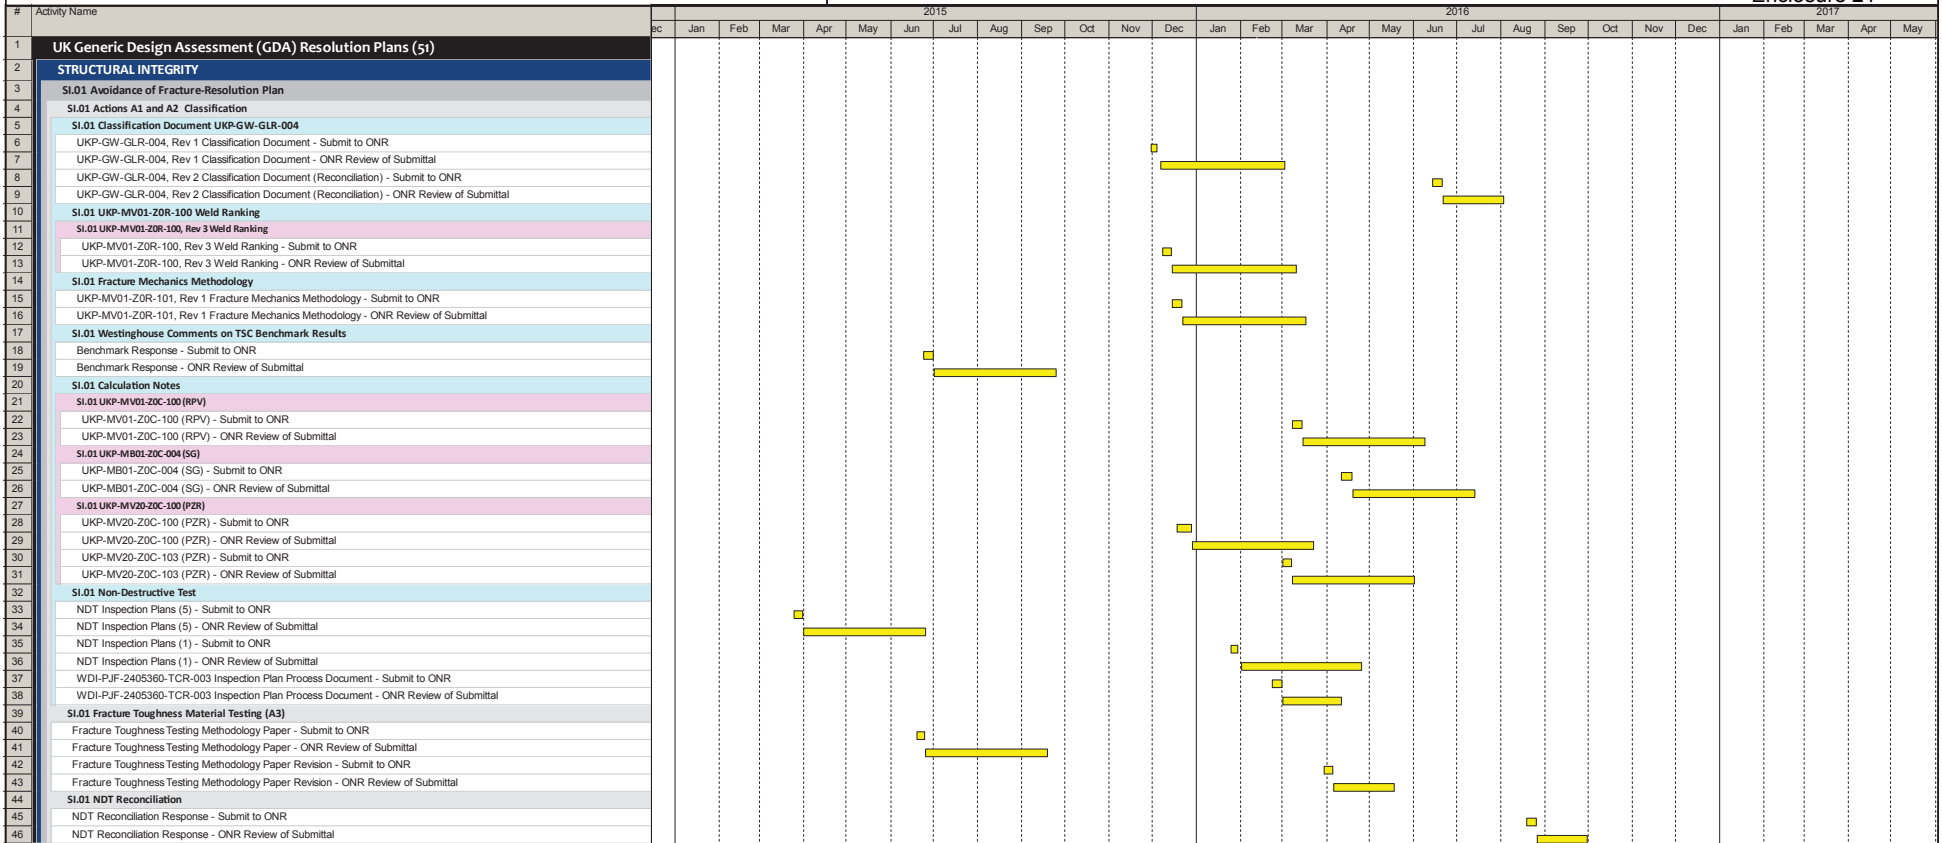 Enclosure 24
# Activity Name 2015 2016 2017
ec Jan Feb Mar Apr May Jun Jul Aug Sep Oct Nov Dec Jan Feb Mar Apr May Jun Jul Aug Sep Oct Nov Dec Jan Feb Mar Apr May
1 UK Generic Design Assessment (GDA) Resolution Plans (51)
2 STRUCTURAL INTEGRITY
3 SI.01 Avoidance of Fracture-Resolution Plan
4 SI.01 Actions A1 and A2 Classification
5 SI.01 Classification Document UKP-GW-GLR-004
6 UKP-GW-GLR-004, Rev 1 Classification Document - Submit to ONR
7 UKP-GW-GLR-004, Rev 1 Classification Document - ONR Review of Submittal
8 UKP-GW-GLR-004, Rev 2 Classification Document (Reconciliation) - Submit to ONR
9 UKP-GW-GLR-004, Rev 2 Classification Document (Reconciliation) - ONR Review of Submittal
10 SI.01 UKP-MV01-Z0R-100 Weld Ranking
11 SI.01 UKP-MV01-Z0R-100, Rev 3 Weld Ranking
12 UKP-MV01-Z0R-100, Rev 3 Weld Ranking - Submit to ONR
13 UKP-MV01-Z0R-100, Rev 3 Weld Ranking - ONR Review of Submittal
14 SI.01 Fracture Mechanics Methodology
15 UKP-MV01-Z0R-101, Rev 1 Fracture Mechanics Methodology - Submit to ONR
16 UKP-MV01-Z0R-101, Rev 1 Fracture Mechanics Methodology - ONR Review of Submittal
17 SI.01 Westinghouse Comments on TSC Benchmark Results
18 Benchmark Response - Submit to ONR
19 Benchmark Response - ONR Review of Submittal
20 SI.01 Calculation Notes
21 SI.01 UKP-MV01-Z0C-100 (RPV)
22 UKP-MV01-Z0C-100 (RPV) - Submit to ONR
23 UKP-MV01-Z0C-100 (RPV) - ONR Review of Submittal
24 SI.01 UKP-MB01-Z0C-004 (SG)
25 UKP-MB01-Z0C-004 (SG) - Submit to ONR
26 UKP-MB01-Z0C-004 (SG) - ONR Review of Submittal
27 SI.01 UKP-MV20-Z0C-100 (PZR)
28 UKP-MV20-Z0C-100 (PZR) - Submit to ONR
29 UKP-MV20-Z0C-100 (PZR) - ONR Review of Submittal
30 UKP-MV20-Z0C-103 (PZR) - Submit to ONR
31 UKP-MV20-Z0C-103 (PZR) - ONR Review of Submittal
32 SI.01 Non-Destructive Test
33 NDT Inspection Plans (5) - Submit to ONR
34 NDT Inspection Plans (5) - ONR Review of Submittal
35 NDT Inspection Plans (1) - Submit to ONR
36 NDT Inspection Plans (1) - ONR Review of Submittal
37 WDI-PJF-2405360-TCR-003 Inspection Plan Process Document - Submit to ONR
38 WDI-PJF-2405360-TCR-003 Inspection Plan Process Document - ONR Review of Submittal
39 SI.01 Fracture Toughness Material Testing (A3)
40 Fracture Toughness Testing Methodology Paper - Submit to ONR
41 Fracture Toughness Testing Methodology Paper - ONR Review of Submittal
42 Fracture Toughness Testing Methodology Paper Revision - Submit to ONR
43 Fracture Toughness Testing Methodology Paper Revision - ONR Review of Submittal
44 SI.01 NDT Reconciliation
45 NDT Reconciliation Response - Submit to ONR
46 NDT Reconciliation Response - ONR Review of Submittal